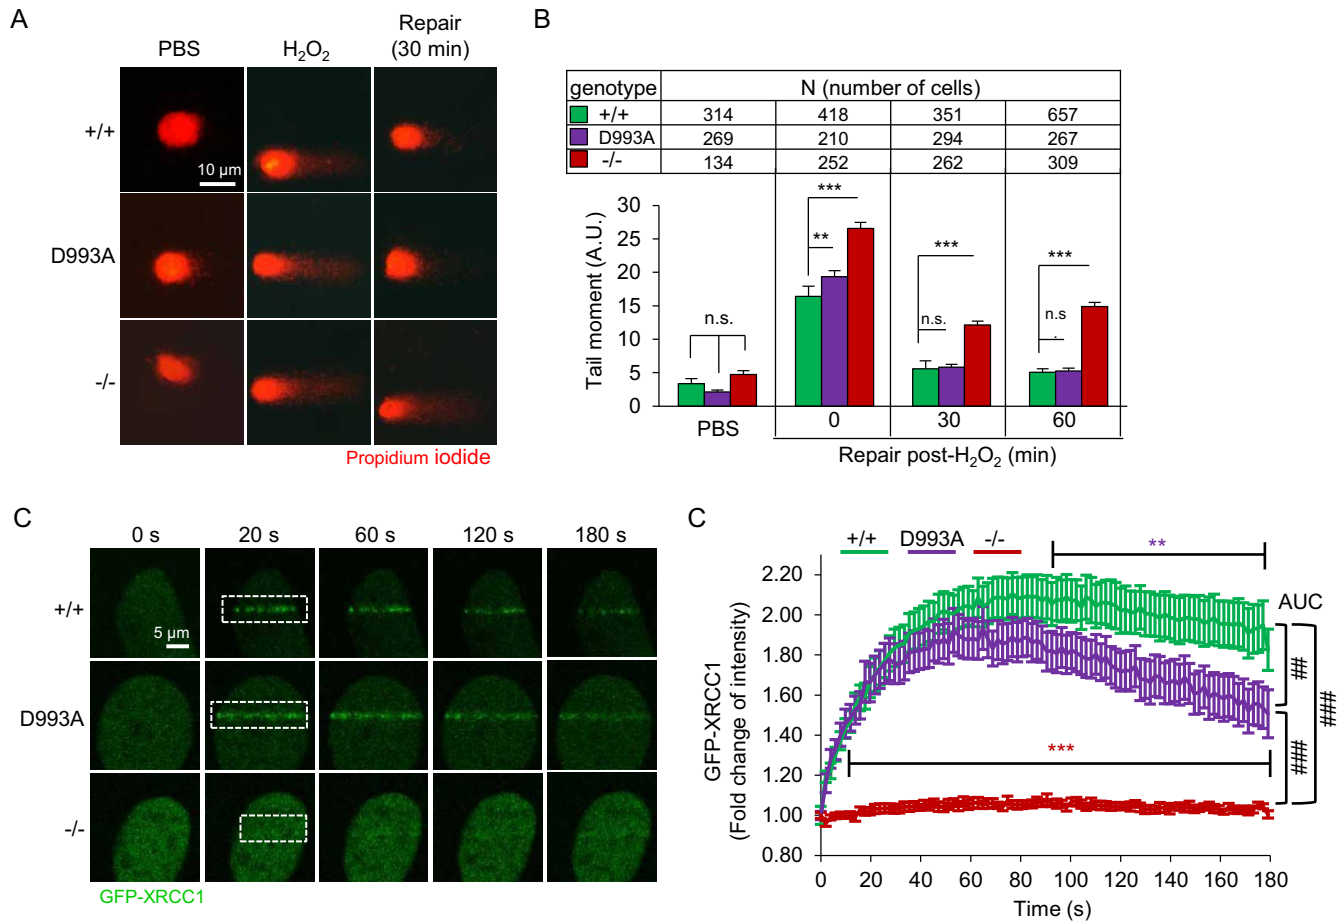 A
PBS
H2O2
Repair
(30 min)
+/+
10 μm
D993A
-/-
Propidium iodide
B
genotype N (number of cells)
+/+ 314 418 351 657
D993A 269 210 294 267
-/- 134 252 262 309
Tail moment (A.U.)
30
25
20
15
10
5
0
n.s.
***
**
***
n.s.
***
n.s
.
PBS
0
30
60
Repair post-H2O2 (min)
C
0 s
20 s
60 s
120 s
180 s
+/+
5 μm
D993A
-/-
GFP-XRCC1
C
+/+
D993A
-/-
**
AUC
GFP-XRCC1
(Fold change of intensity)
2.20
2.00
1.80
1.60
1.40
1.20
1.00
0.80
***
##
###
###
0 20 40 60 80 100 120 140 160 180
Time (s)